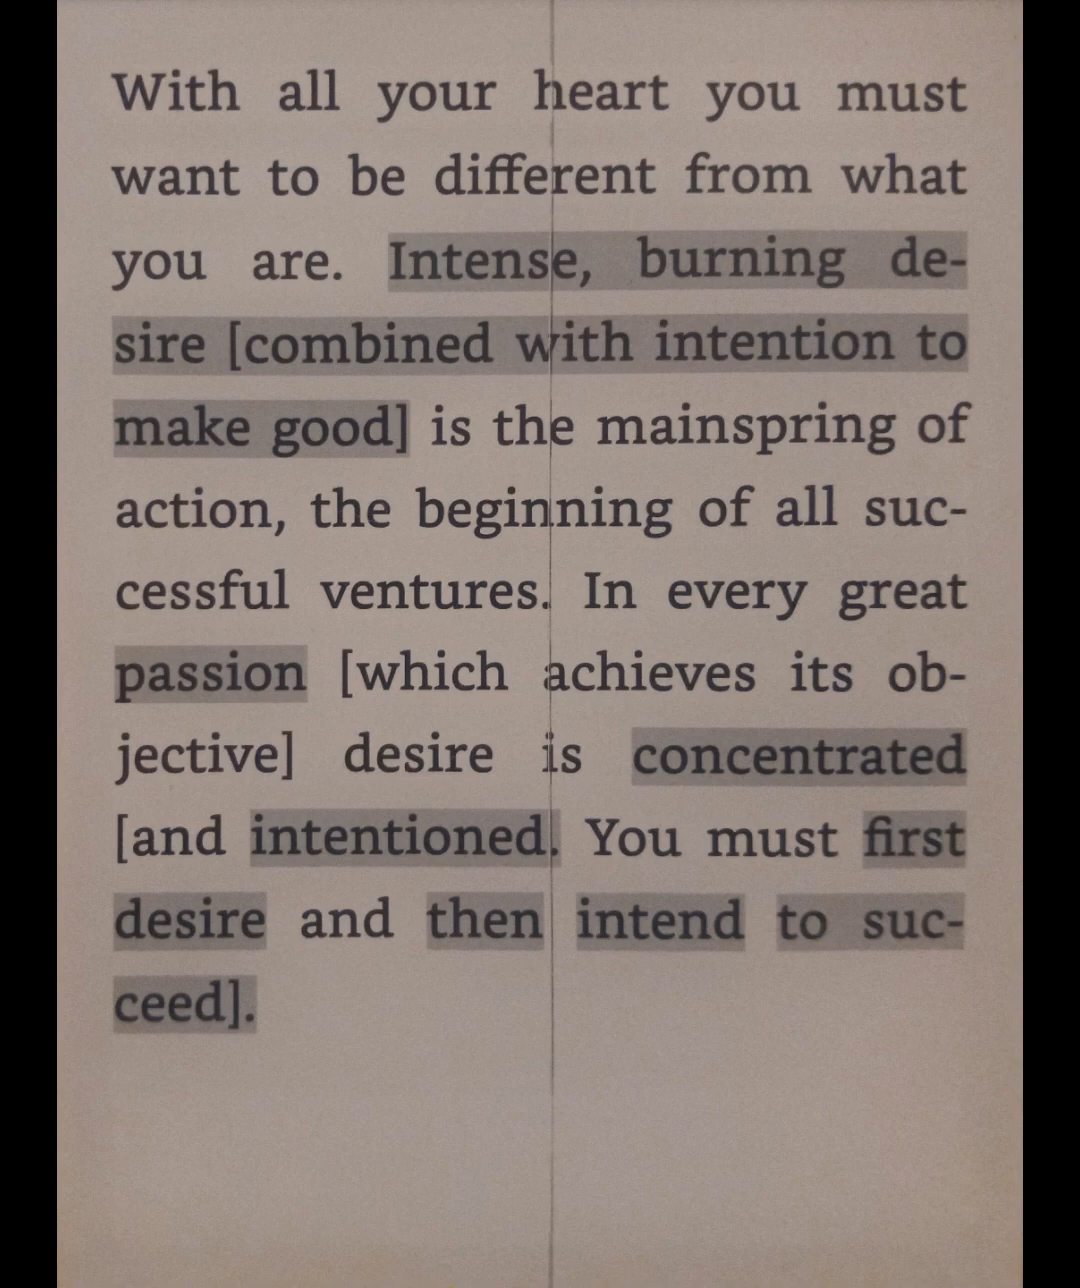 With all your heart you must
want to be different from what
you are. Intense, burning de-
sire [combined with intention to
make good] is the mainspring of
action, the beginning of all suc-
cessful ventures. In every great
passion [which achieves its ob-
jective] desire is concentrated
[and intentioned. You must first
desire and then intend to suc-
ceed].